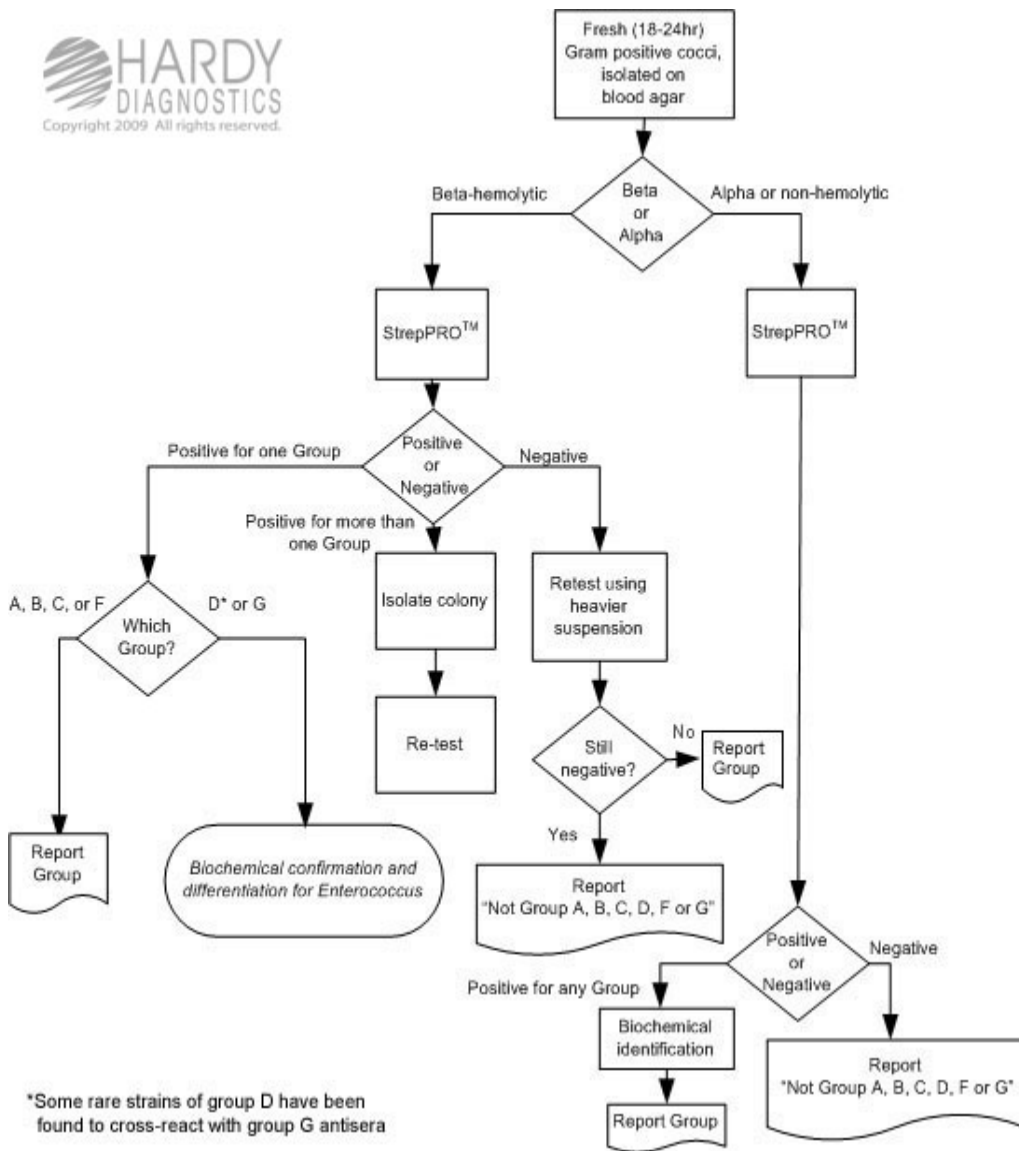 HARDY
DIAGNOSTICS
Copyright 2009 All rights reserved.
Fresh (18-24hr)
Gram positive cocci,
isolated on
blood agar
Beta-hemolytic
Beta
or
Alpha
Alpha or non-hemolytic
StrepPRO™
StrepPRO™
Positive for one Group
Positive
or
Negative
Negative
Positive for more than
one Group
A, B, C, or F
Which
Group?
D* or G
Isolate colony
Retest using
heavier
suspension
Re-test
Still
negative?
No
Report
Group
Yes
Report
Group
Biochemical confirmation and
differentiation for Enterococcus
Report
"Not Group A, B, C, D, F or G"
Positive
or
Negative
Negative
Positive for any Group
Biochemical
identification
Report
"Not Group A, B, C, D, F or G"
Report Group
*Some rare strains of group D have been
found to cross-react with group G antisera